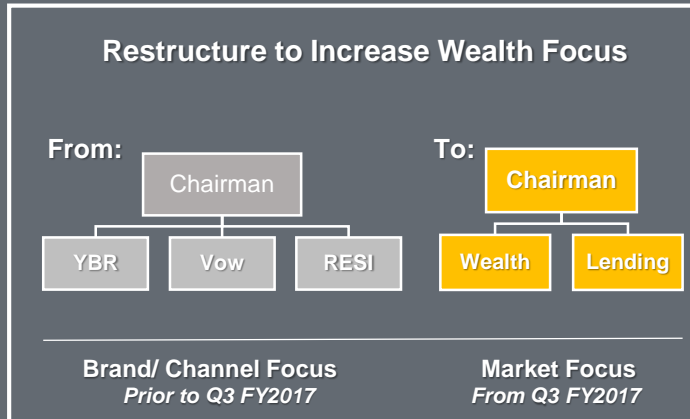 Restructure to Increase Wealth Focus
From:
Chairman
YBR
Vow
RESI
To:
Chairman
Wealth
Lending
Brand/ Channel Focus
Prior to Q3 FY2017
Market Focus
From Q3 FY2017